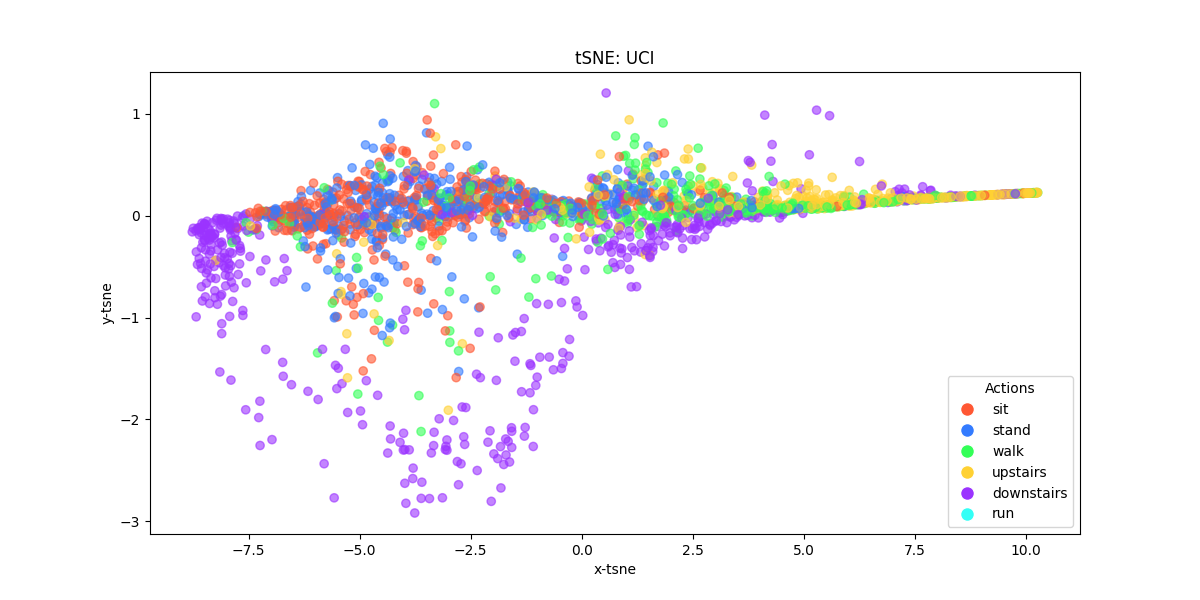 tSNE: UCI
y-tsne
1
0
−1
−2
−3
−7.5
−5.0
−2.5
0.0
2.5
5.0
7.5
10.0
x-tsne
Actions
sit
stand
walk
upstairs
downstairs
run